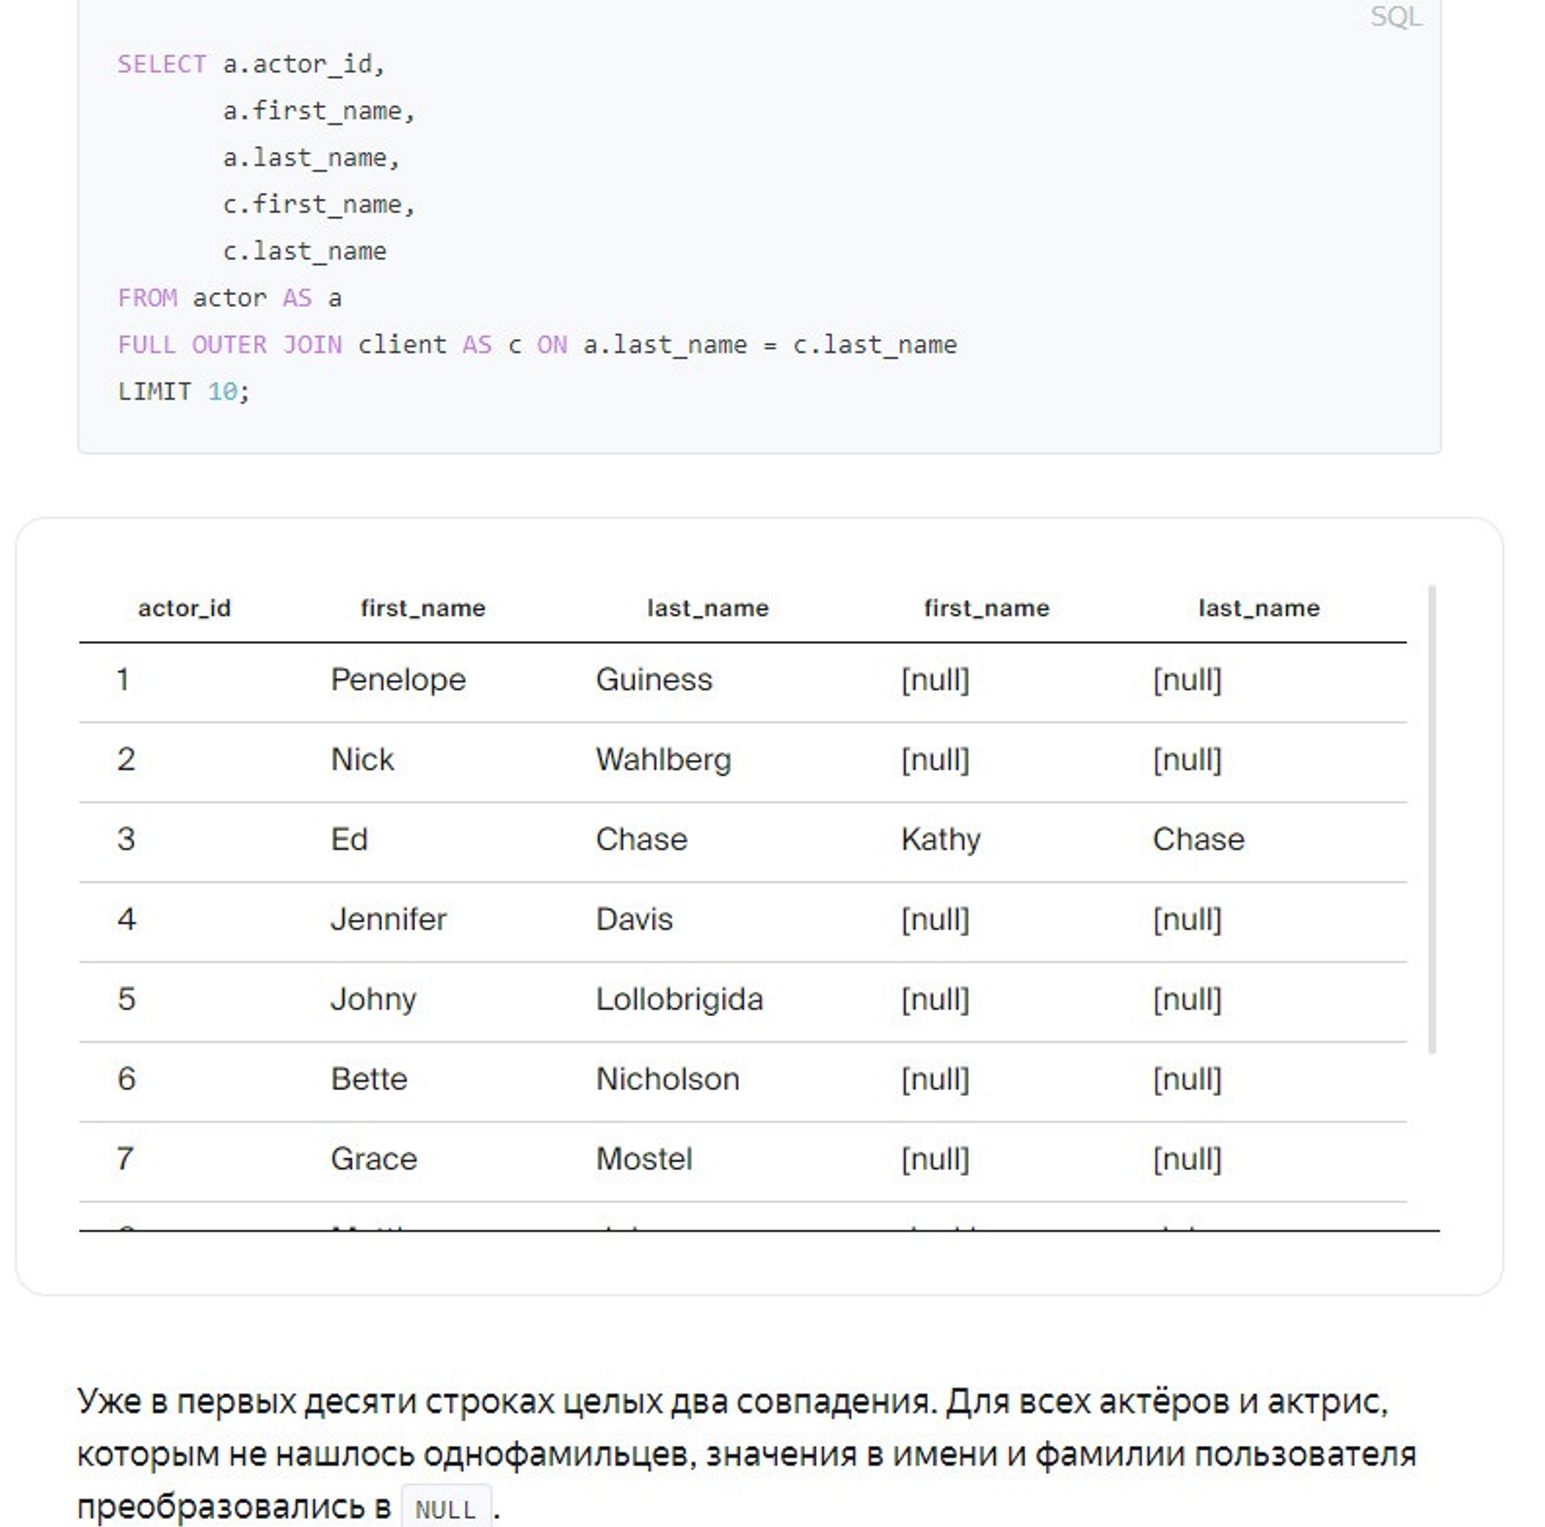 SQL
SELECT a.actor_id,
a.first_name,
a.last_name,
c.first_name,
c.last_name
FROM actor AS a
FULL OUTER JOIN client AS c ON a.last_name = c.last_name
LIMIT 10;
actor_id first_name last_name first_name last_name
1 Penelope Guiness [null] [null]
2 Nick Wahlberg [null] [null]
3 Ed Chase Kathy Chase
4 Jennifer Davis [null] [null]
5 Johny Lollobrigida [null] [null]
6 Bette Nicholson [null] [null]
7 Grace Mostel [null] [null]
Уже в первых десяти строках целых два совпадения. Для всех актёров и актрис,
которым не нашлось однофамильцев, значения в имени и фамилии пользователя
преобразовались в NULL.